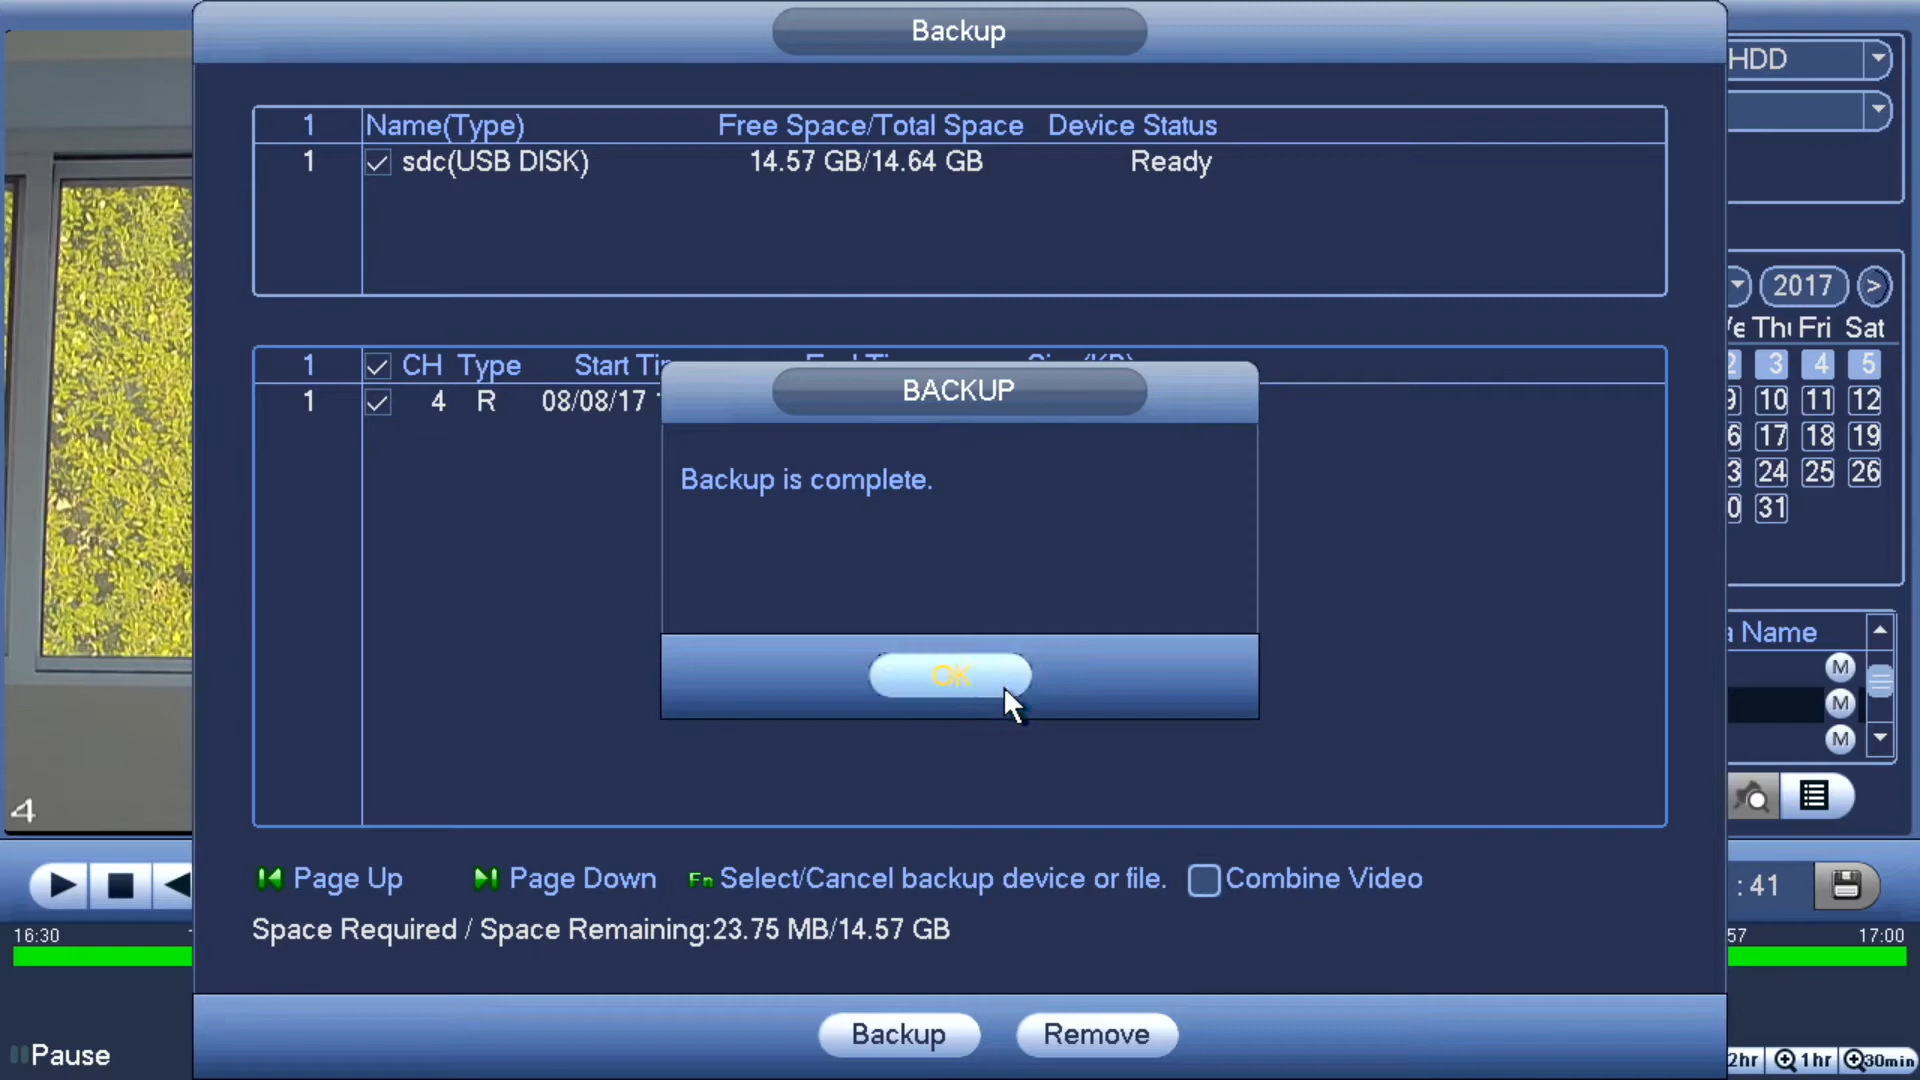 Backup
HDD
1 Name(Type) Free Space/Total Space Device Status
1 sdc(USB DISK) 14.57 GB/14.64 GB Ready
2017 >
Thu Fri Sat
3 4 5
10 11 12
17 18 19
24 25 26
31
1 CH Type Start
1 4 R 08/08/17
BACKUP
Backup is complete.
OK
Name
M
M
M
4
Page Up Page Down Fn Select/Cancel backup device or file. Combine Video
: 41
Space Required / Space Remaining:23.75 MB/14.57 GB
16:30
57 17:00
Backup Remove
Pause
2hr 1hr 30min